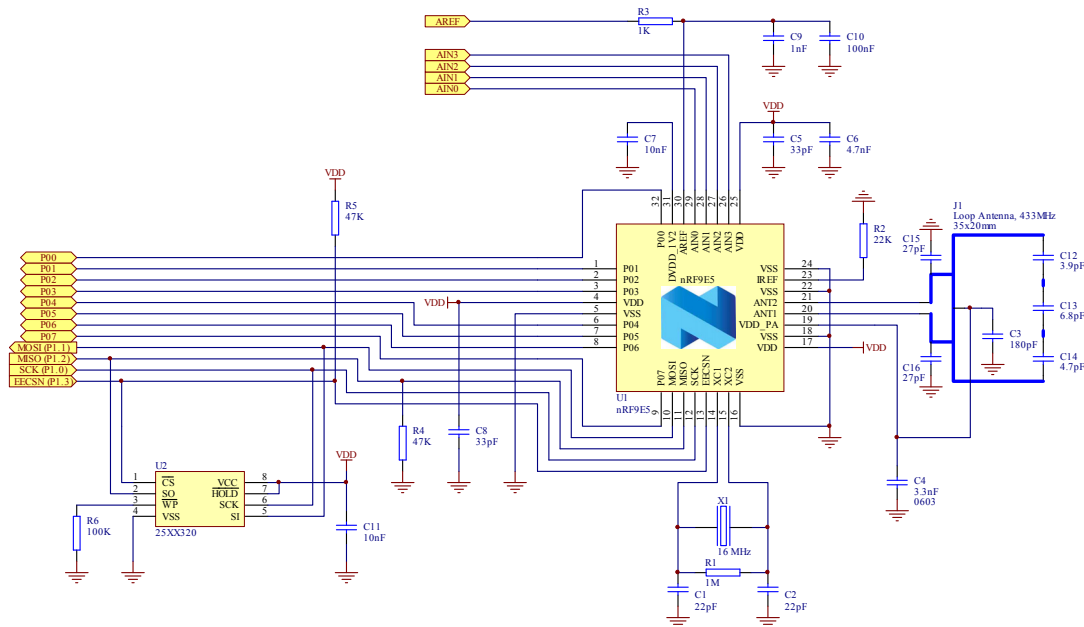 AREF
R3
1K
C9
1nF
C10
100nF
AIN3
AIN2
AIN1
AIN0
VDD
C7
10nF
C5
33pF
C6
4.7nF
VDD
R5
47K
32
31
30
29
28
27
26
25
P00
DVDD_1V2
AREF
AIN0
AIN1
AIN2
AIN3
VDD
R2
22K
J1
Loop Antenna, 433MHz
35x20mm
C15
27pF
C12
3.9pF
C13
6.8pF
C3
180pF
C14
4.7pF
C16
27pF
P00
P01
P02
P03
P04
P05
P06
P07
MOSI (P1.1)
MISO (P1.2)
SCK (P1.0)
EECSN (P1.3)
VDD
1
2
3
4
5
6
7
8
P01
P02
P03
VDD
VSS
P04
P05
P06
nRF9E5
VSS
IREF
VSS
ANT2
ANT1
VDD_PA
VSS
VDD
24
23
22
21
20
19
18
17
VDD
P07
MOSI
MISO
SCK
EECSN
XC1
XC2
VSS
9
10
11
12
13
14
15
16
U1
nRF9E5
R4
47K
C8
33pF
VDD
U2
1
2
3
4
CS
SO
WP
VSS
VCC
HOLD
SCK
SI
8
7
6
5
25XX320
R6
100K
C11
10nF
C4
3.3nF
0603
X1
16 MHz
R1
1M
C1
22pF
C2
22pF